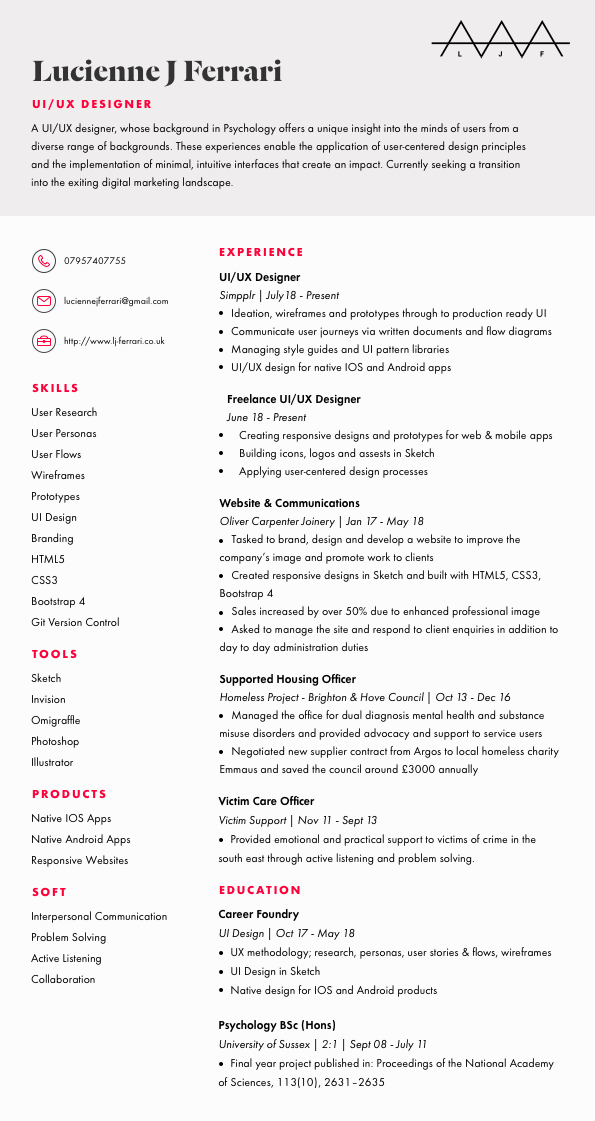 L J F
Lucienne J Ferrari
UI/UX DESIGNER
A UI/UX designer, whose background in Psychology offers a unique insight into the minds of users from a
diverse range of backgrounds. These experiences enable the application of user-centered design principles
and the implementation of minimal, intuitive interfaces that create an impact. Currently seeking a transition
into the exiting digital marketing landscape.
07957407755
luciennejferrari@gmail.com
http://www.lj-ferrari.co.uk
SKILLS
User Research
User Personas
User Flows
Wireframes
Prototypes
UI Design
Branding
HTML5
CSS3
Bootstrap 4
Git Version Control
TOOLS
Sketch
Invision
Omigraffle
Photoshop
Illustrator
PRODUCTS
Native IOS Apps
Native Android Apps
Responsive Websites
SOFT
Interpersonal Communication
Problem Solving
Active Listening
Collaboration
EXPERIENCE
UI/UX Designer
Simpplr | July18 - Present
• Ideation, wireframes and prototypes through to production ready UI
• Communicate user journeys via written documents and flow diagrams
• Managing style guides and UI pattern libraries
• UI/UX design for native IOS and Android apps
Freelance UI/UX Designer
June 18 - Present
• Creating responsive designs and prototypes for web & mobile apps
• Building icons, logos and assests in Sketch
• Applying user-centered design processes
Website & Communications
Oliver Carpenter Joinery | Jan 17 - May 18
• Tasked to brand, design and develop a website to improve the
company's image and promote work to clients
• Created responsive designs in Sketch and built with HTML5, CSS3,
Bootstrap 4
• Sales increased by over 50% due to enhanced professional image
• Asked to manage the site and respond to client enquiries in addition to
day to day administration duties
Supported Housing Officer
Homeless Project - Brighton & Hove Council | Oct 13 - Dec 16
• Managed the office for dual diagnosis mental health and substance
misuse disorders and provided advocacy and support to service users
• Negotiated new supplier contract from Argos to local homeless charity
Emmaus and saved the council around £3000 annually
Victim Care Officer
Victim Support | Nov 11 - Sept 13
• Provided emotional and practical support to victims of crime in the
south east through active listening and problem solving.
EDUCATION
Career Foundry
UI Design | Oct 17 - May 18
• UX methodology; research, personas, user stories & flows, wireframes
• UI Design in Sketch
• Native design for IOS and Android products
Psychology BSc (Hons)
University of Sussex | 2:1 | Sept 08 - July 11
• Final year project published in: Proceedings of the National Academy
of Sciences, 113(10), 2631–2635